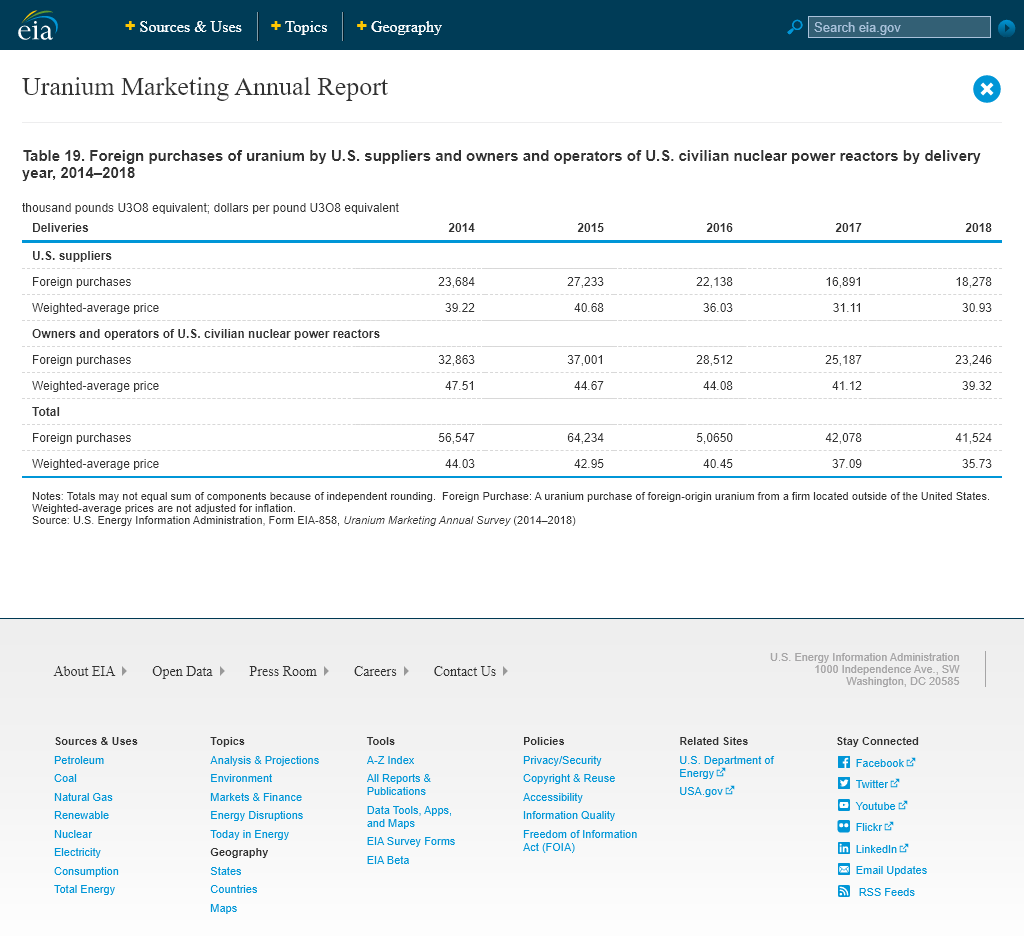 eia
Sources & Uses
Topics
Geography
Search eia.gov
Uranium Marketing Annual Report
Table 19. Foreign purchases of uranium by U.S. suppliers and owners and operators of U.S. civilian nuclear power reactors by delivery
year, 2014–2018
thousand pounds U3O8 equivalent; dollars per pound U3O8 equivalent
Deliveries 2014 2015 2016 2017 2018
U.S. suppliers
Foreign purchases 23,684 27,233 22,138 16,891 18,278
Weighted-average price 39.22 40.68 36.03 31.11 30.93
Owners and operators of U.S. civilian nuclear power reactors
Foreign purchases 32,863 37,001 28,512 25,187 23,246
Weighted-average price 47.51 44.67 44.08 41.12 39.32
Total
Foreign purchases 56,547 64,234 5,0650 42,078 41,524
Weighted-average price 44.03 42.95 40.45 37.09 35.73
Notes: Totals may not equal sum of components because of independent rounding. Foreign Purchase: A uranium purchase of foreign-origin uranium from a firm located outside of the United States.
Weighted-average prices are not adjusted for inflation.
Source: U.S. Energy Information Administration, Form EIA-858, Uranium Marketing Annual Survey (2014–2018)
About EIA
Open Data
Press Room
Careers
Contact Us
U.S. Energy Information Administration
1000 Independence Ave., SW
Washington, DC 20585
Sources & Uses
Petroleum
Coal
Natural Gas
Renewable
Nuclear
Electricity
Consumption
Total Energy
Topics
Analysis & Projections
Environment
Markets & Finance
Energy Disruptions
Today in Energy
Geography
States
Countries
Maps
Tools
A-Z Index
All Reports &
Publications
Data Tools, Apps,
and Maps
EIA Survey Forms
EIA Beta
Policies
Privacy/Security
Copyright & Reuse
Accessibility
Information Quality
Freedom of Information
Act (FOIA)
Related Sites
U.S. Department of
Energy
USA.gov
Stay Connected
Facebook
Twitter
Youtube
Flickr
LinkedIn
Email Updates
RSS Feeds